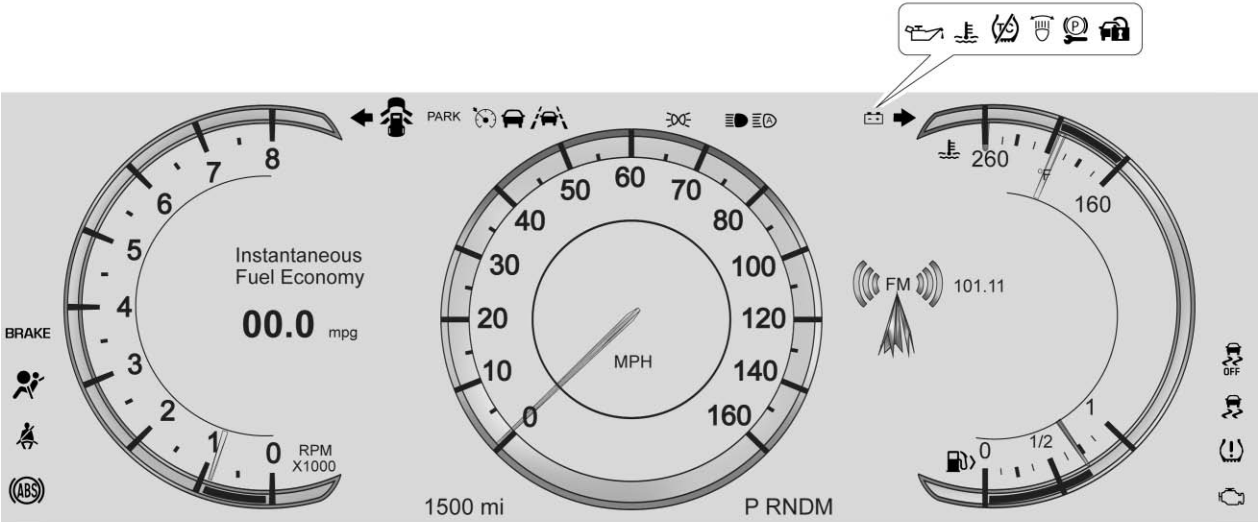 TC
P
PARK
A
8
7
6
5
4
3
2
1
0
RPM
X1000
Instantaneous
Fuel Economy
00.0 mpg
BRAKE
ABS
0
10
20
30
40
50
60
70
80
100
120
140
160
MPH
1500 mi
P RNDM
260
°F
160
FM
101.11
0
1/2
1
OFF